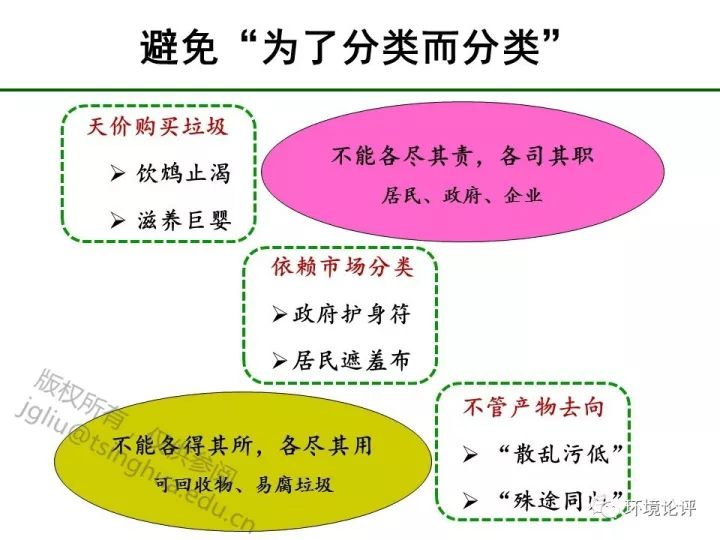 避免“为了分类而分类”
天价购买垃圾
➢ 饮鸩止渴
➢ 滋养巨婴
不能各尽其责，各司其职
居民、政府、企业
依赖市场分类
➢政府护身符
➢居民遮羞布
版权所有，仅供参阅
jgliu@tsinghua.edu.cn
不能各得其所，各尽其用
可回收物、易腐垃圾
不管产物去向
➢ “散乱污低”
➢ “殊途同归”
环境论评